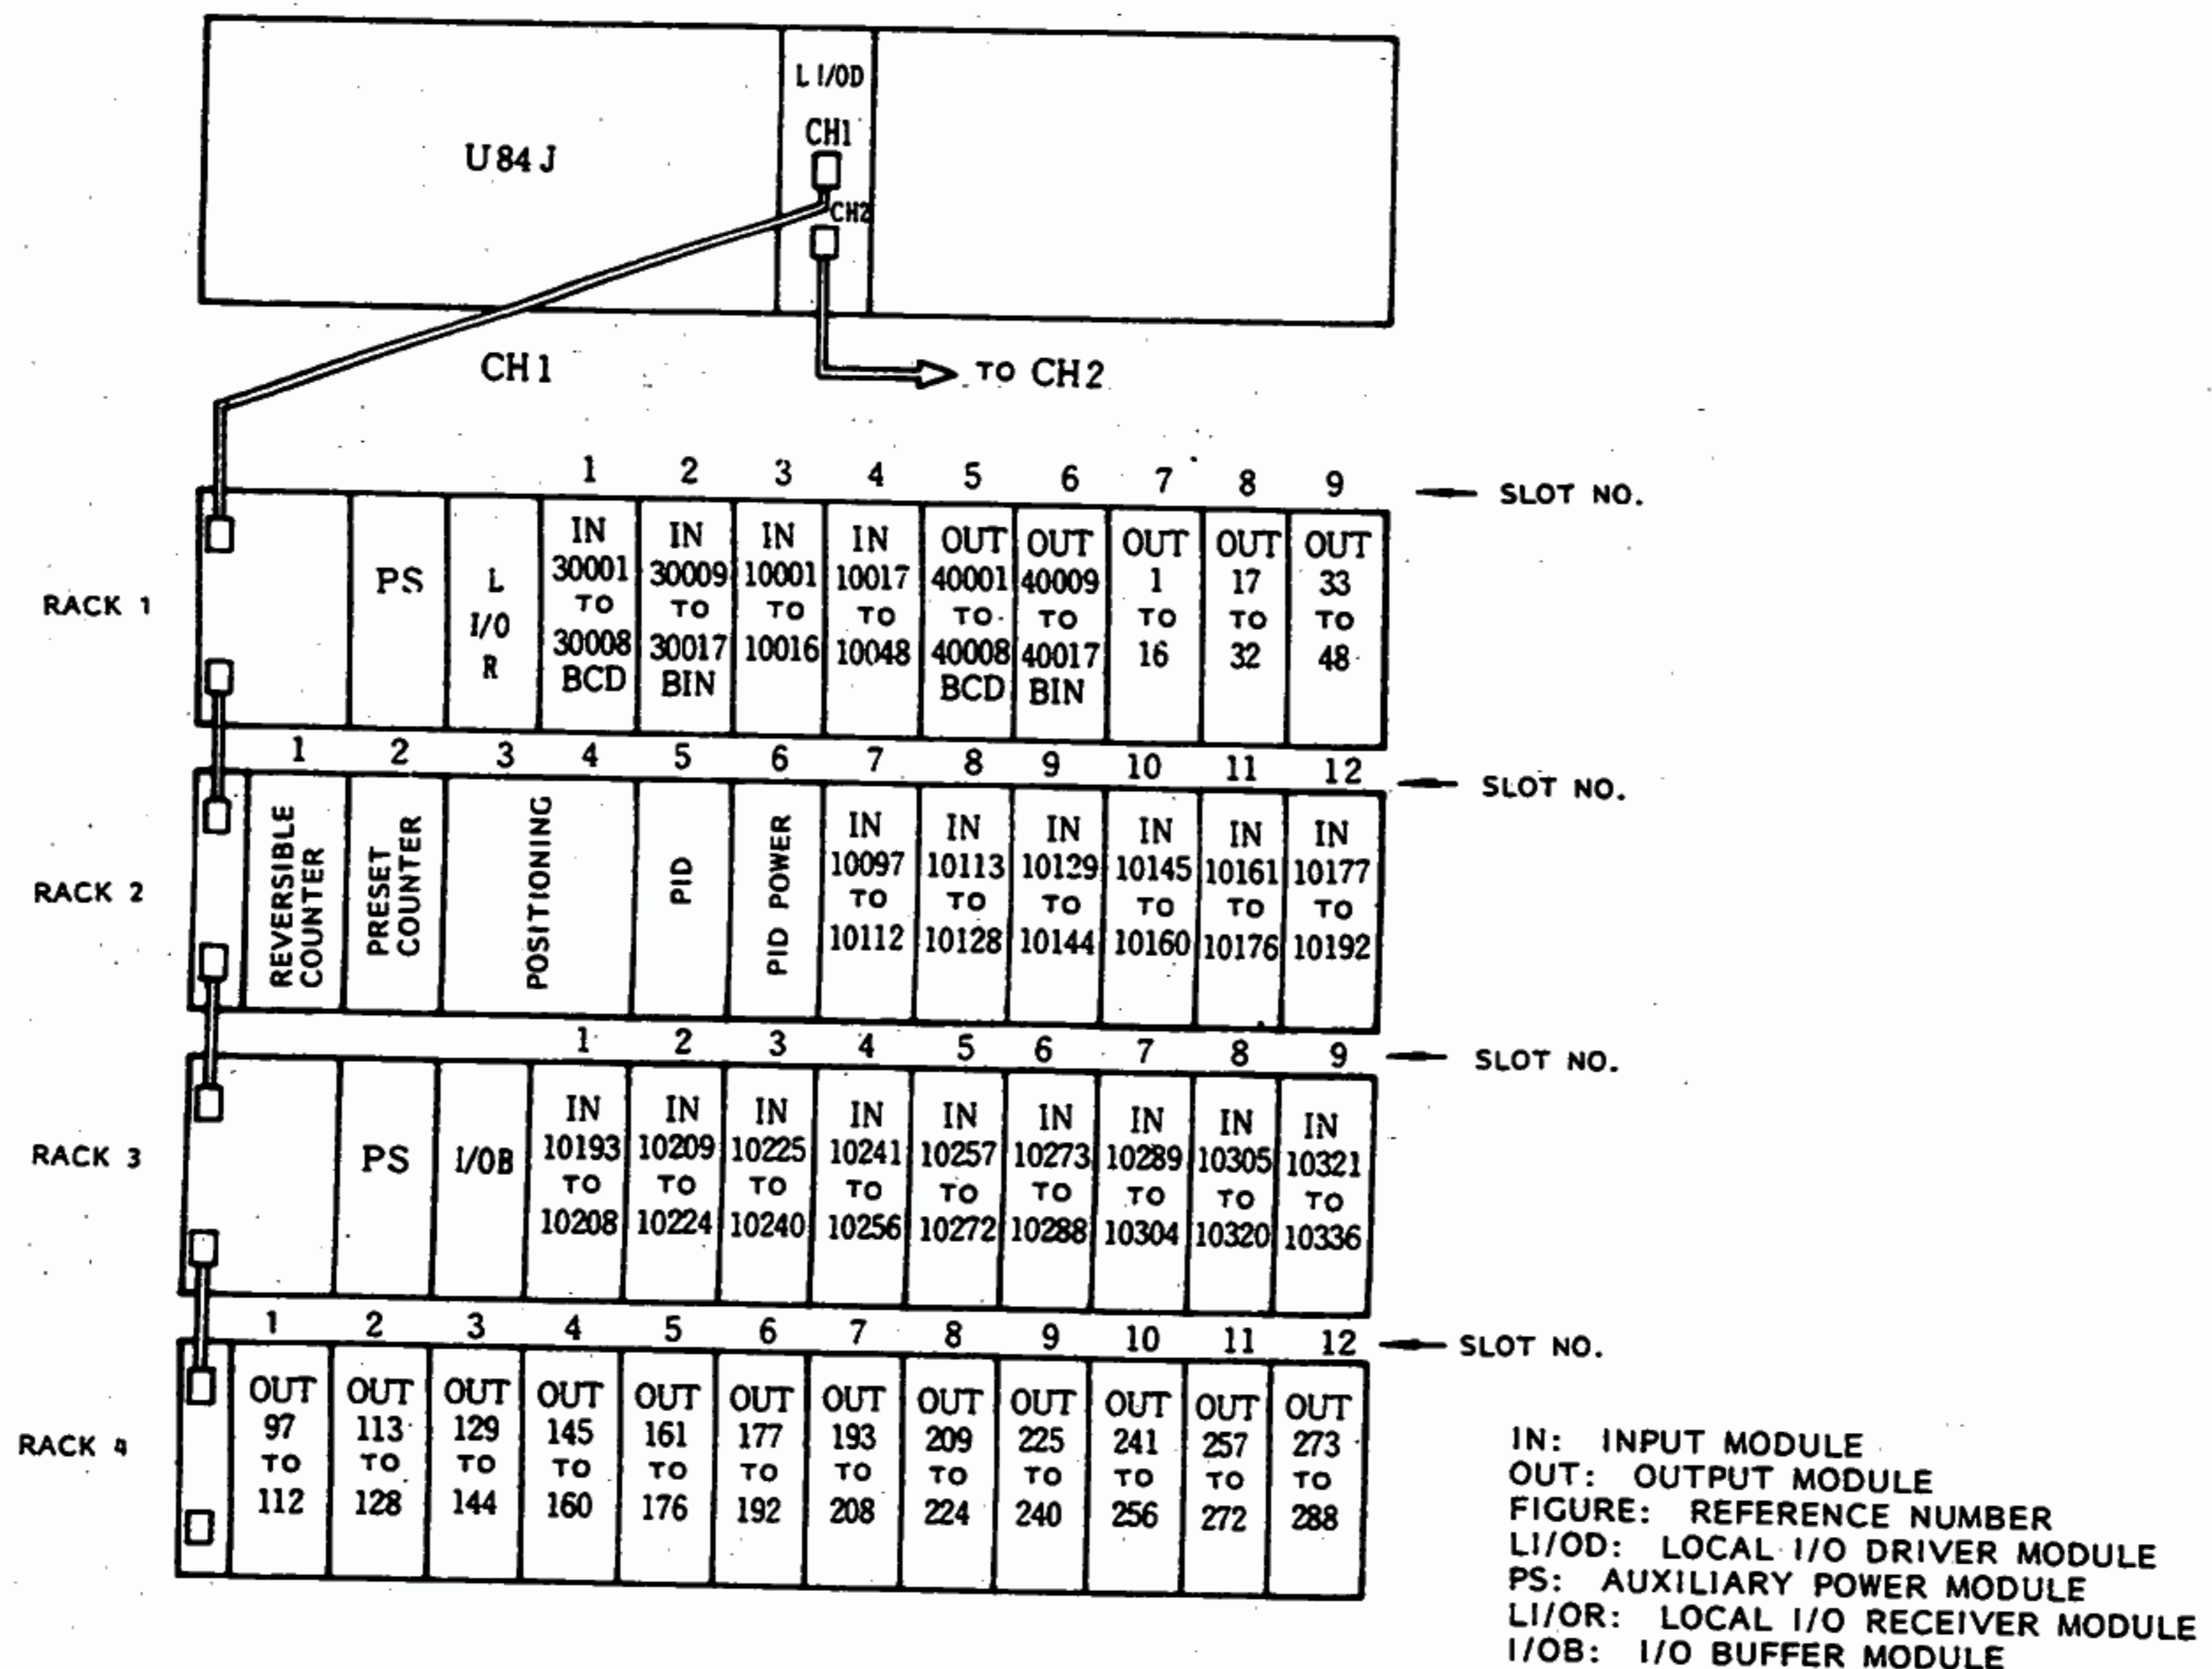 L I/OD
CH1
U84J
CH2
CH1
TO CH2
1 2 3 4 5 6 7 8 9
SLOT NO.
RACK 1
PS
L
I/O
R
IN
30001
TO
30008
BCD
IN
30009
TO
30017
BIN
IN
10001
TO
10016
IN
10017
TO
10048
OUT
40001
TO
40008
BCD
OUT
40009
TO
40017
BIN
OUT
1
TO
16
OUT
17
TO
32
OUT
33
TO
48
1 2 3 4 5 6 7 8 9 10 11 12
SLOT NO.
RACK 2
REVERSIBLE
COUNTER
PRESET
COUNTER
POSITIONING
PID
PID POWER
IN
10097
TO
10112
IN
10113
TO
10128
IN
10129
TO
10144
IN
10145
TO
10160
IN
10161
TO
10176
IN
10177
TO
10192
1 2 3 4 5 6 7 8 9
SLOT NO.
RACK 3
PS
I/OB
IN
10193
TO
10208
IN
10209
TO
10224
IN
10225
TO
10240
IN
10241
TO
10256
IN
10257
TO
10272
IN
10273
TO
10288
IN
10289
TO
10304
IN
10305
TO
10320
IN
10321
TO
10336
1 2 3 4 5 6 7 8 9 10 11 12
SLOT NO.
RACK 4
OUT
97
TO
112
OUT
113
TO
128
OUT
129
TO
144
OUT
145
TO
160
OUT
161
TO
176
OUT
177
TO
192
OUT
193
TO
208
OUT
209
TO
224
OUT
225
TO
240
OUT
241
TO
256
OUT
257
TO
272
OUT
273
TO
288
IN: INPUT MODULE
OUT: OUTPUT MODULE
FIGURE: REFERENCE NUMBER
LI/OD: LOCAL I/O DRIVER MODULE
PS: AUXILIARY POWER MODULE
LI/OR: LOCAL I/O RECEIVER MODULE
I/OB: I/O BUFFER MODULE